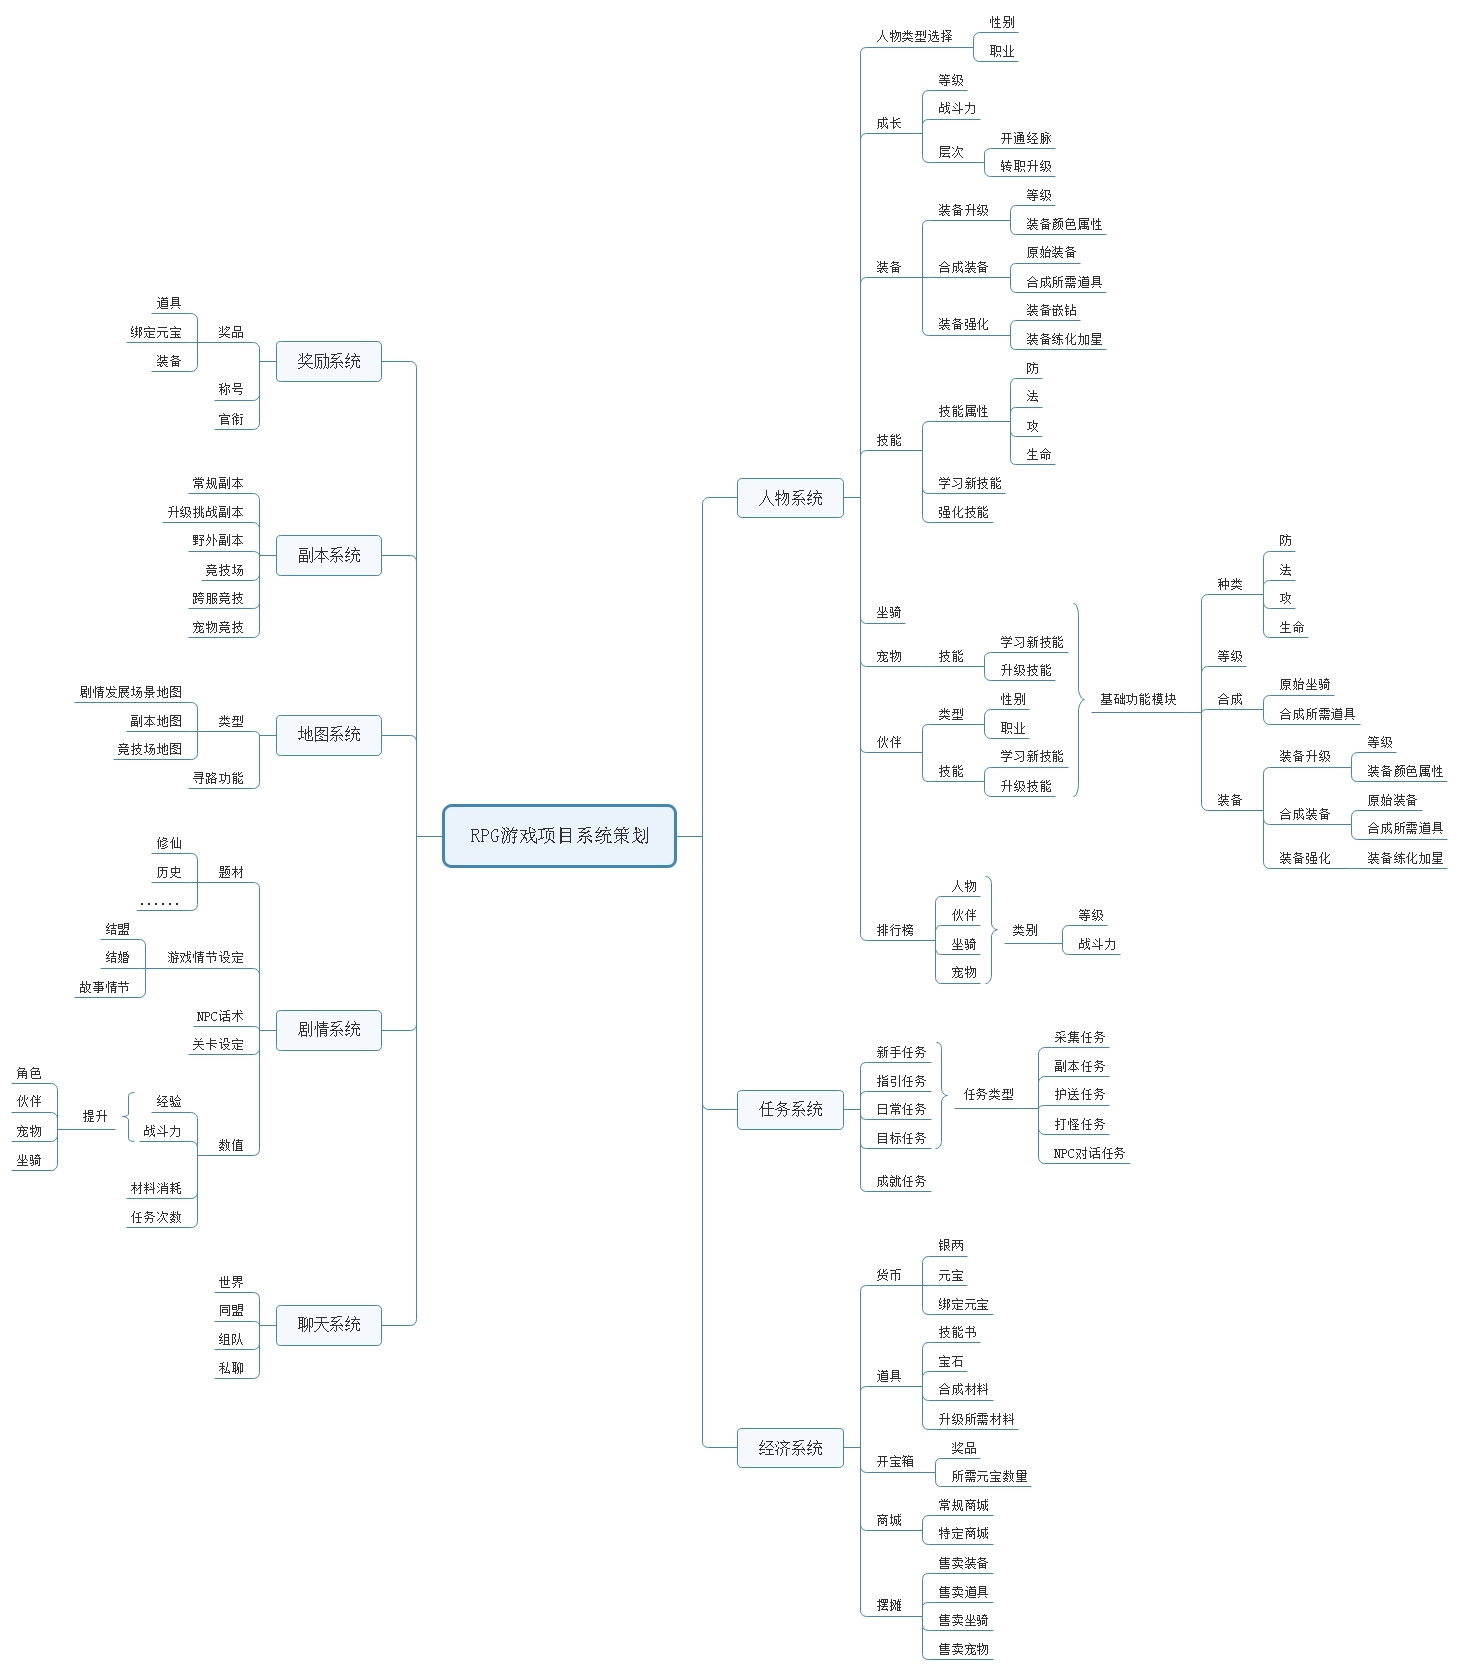 RPG游戏项目系统策划
人物系统
人物类型选择
性别
职业
成长
等级
战斗力
层次
开通经脉
转职升级
装备
装备升级
等级
装备颜色属性
合成装备
原始装备
合成所需道具
装备强化
装备嵌钻
装备练化加星
技能
技能属性
防
法
攻
生命
学习新技能
强化技能
坐骑
宠物
技能
学习新技能
升级技能
伙伴
类型
性别
职业
技能
学习新技能
升级技能
基础功能模块
种类
防
法
攻
生命
等级
合成
原始坐骑
合成所需道具
装备
装备升级
等级
装备颜色属性
合成装备
原始装备
合成所需道具
装备强化
装备练化加星
排行榜
人物
伙伴
坐骑
宠物
类别
等级
战斗力
任务系统
新手任务
指引任务
日常任务
目标任务
成就任务
任务类型
采集任务
副本任务
护送任务
打怪任务
NPC对话任务
经济系统
货币
银两
元宝
绑定元宝
道具
技能书
宝石
合成材料
升级所需材料
开宝箱
奖品
所需元宝数量
商城
常规商城
特定商城
摆摊
售卖装备
售卖道具
售卖坐骑
售卖宠物
奖励系统
奖品
道具
绑定元宝
装备
称号
官衔
副本系统
常规副本
升级挑战副本
野外副本
竟技场
跨服竟技
宠物竟技
地图系统
类型
剧情发展场景地图
副本地图
竟技场地图
寻路功能
剧情系统
题材
修仙
历史
......
游戏情节设定
结盟
结婚
故事情节
NPC话术
关卡设定
数值
经验
战斗力
提升
角色
伙伴
宠物
坐骑
材料消耗
任务次数
聊天系统
世界
同盟
组队
私聊